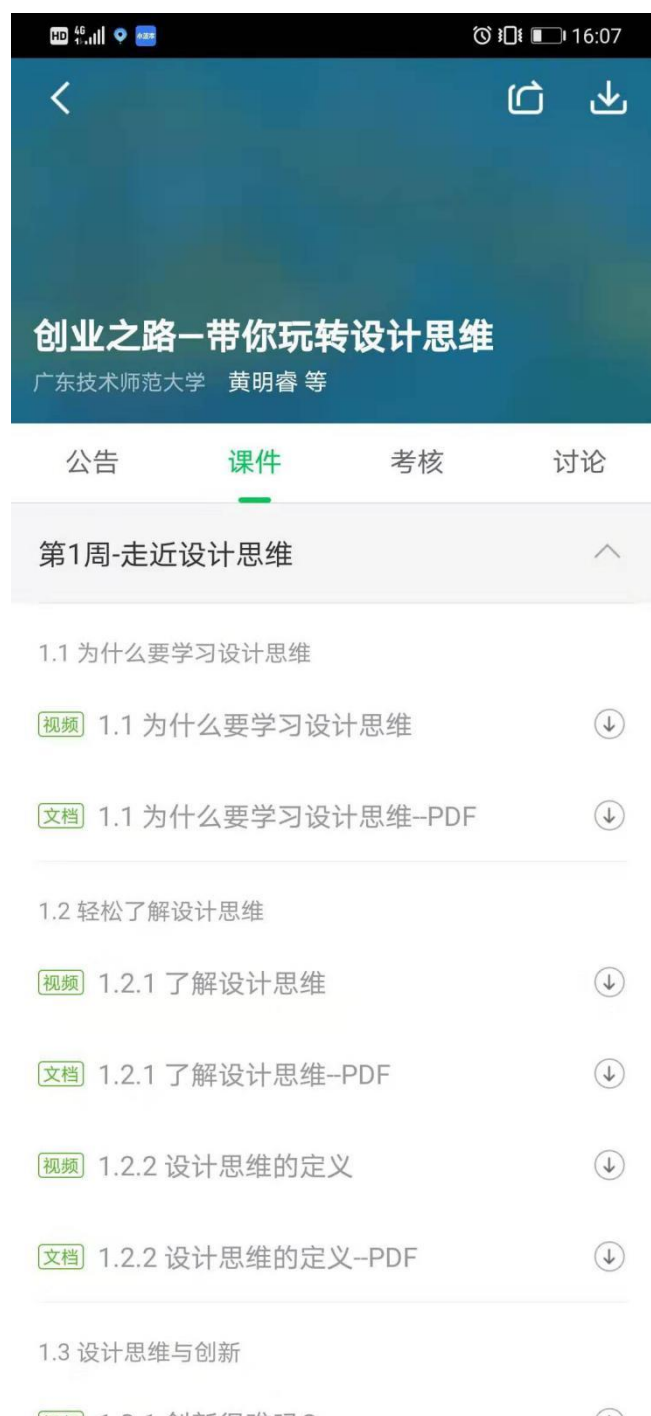 HD 4G 16:07
创业之路–带你玩转设计思维
广东技术师范大学 黄明睿 等
公告 课件 考核 讨论
第1周-走近设计思维
1.1 为什么要学习设计思维
视频 1.1 为什么要学习设计思维
文档 1.1 为什么要学习设计思维--PDF
1.2 轻松了解设计思维
视频 1.2.1 了解设计思维
文档 1.2.1 了解设计思维--PDF
视频 1.2.2 设计思维的定义
文档 1.2.2 设计思维的定义--PDF
1.3 设计思维与创新